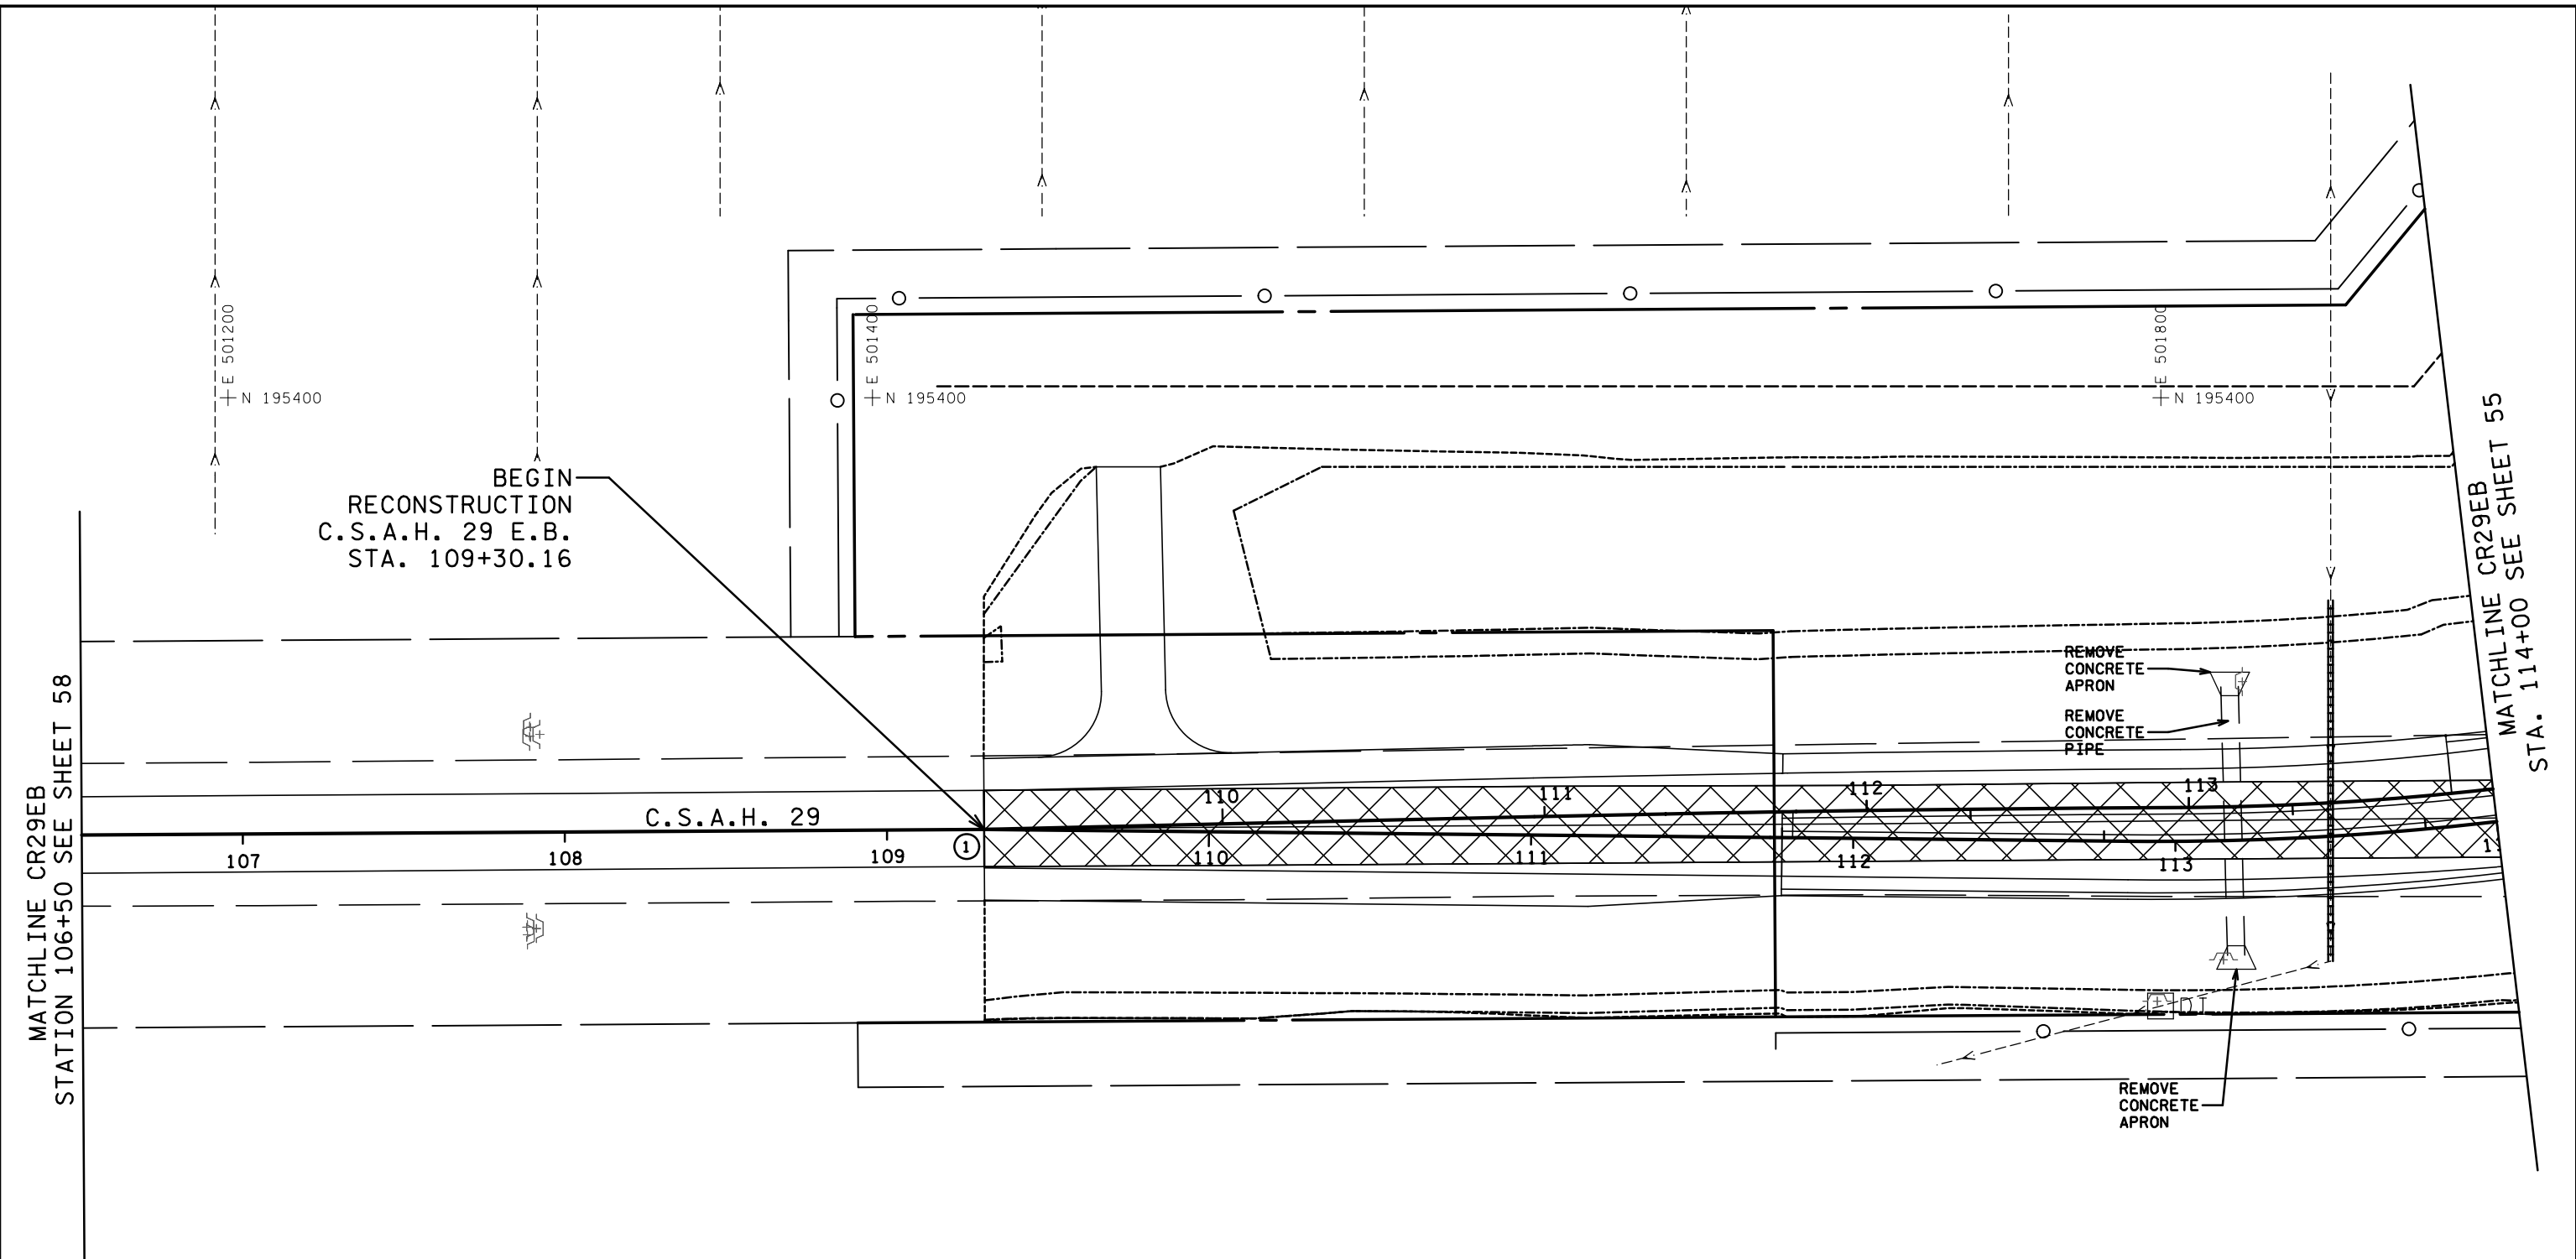 E 501200
N 195400
E 501400
N 195400
E 501800
N 195400
BEGIN
RECONSTRUCTION
C.S.A.H. 29 E.B.
STA. 109+30.16
MATCHLINE CR29EB
STATION 106+50 SEE SHEET 58
MATCHLINE CR29EB
STA. 114+00 SEE SHEET 55
REMOVE
CONCRETE
APRON
REMOVE
CONCRETE
PIPE
C.S.A.H. 29
110
111
112
113
107
108
109
1
110
111
112
113
DT
REMOVE
CONCRETE
APRON